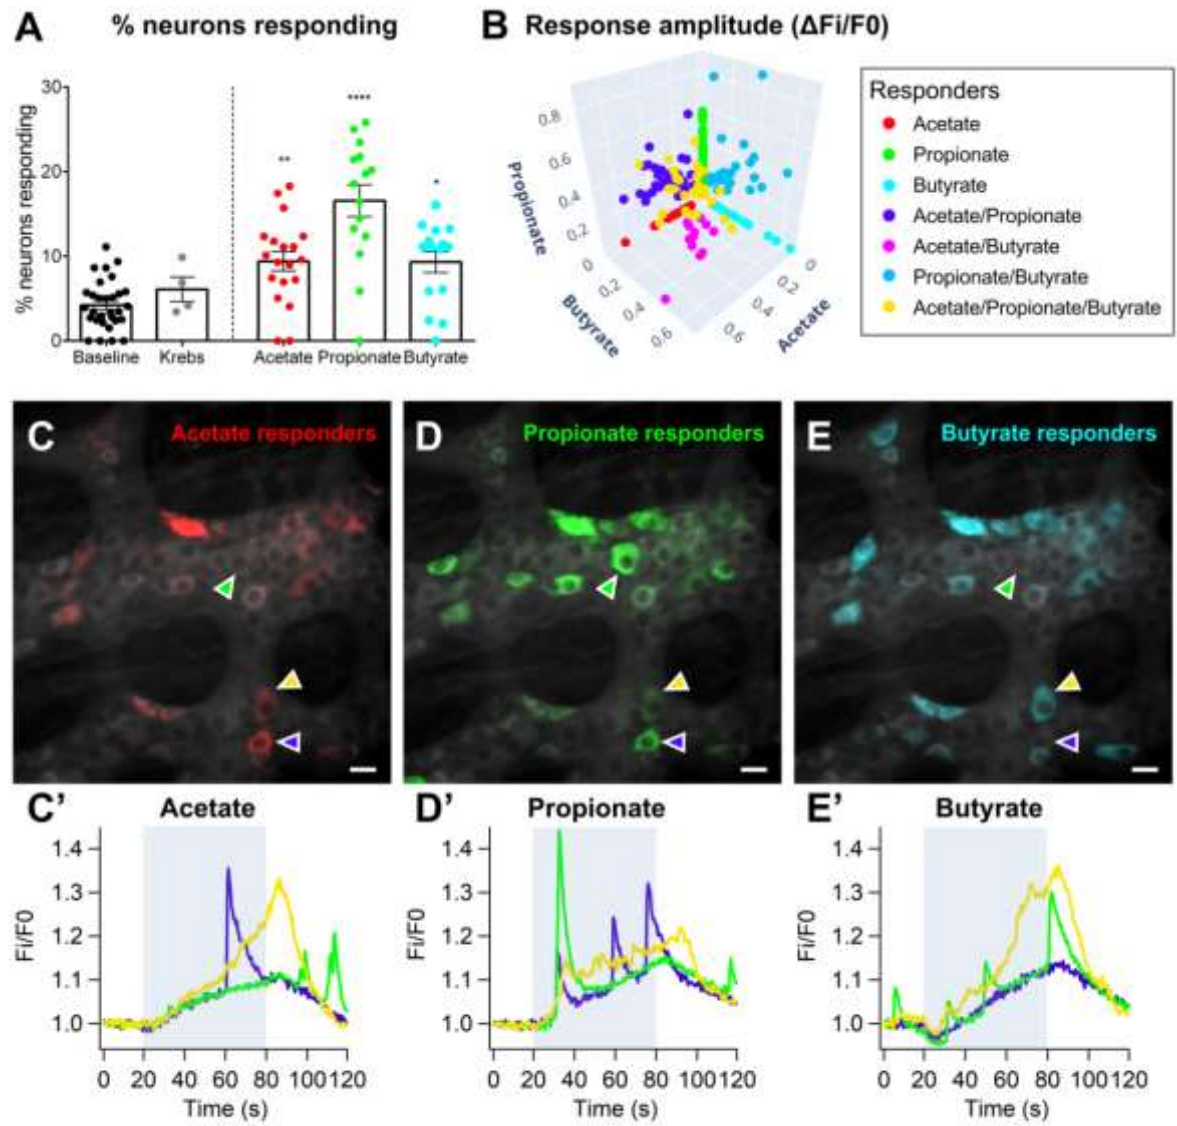 A % neurons responding
% neurons responding
30
20
10
0
**
****
*
Baseline Krebs Acetate Propionate Butyrate
B Response amplitude (ΔFi/F0)
Propionate
0.8
0.6
0.4
0.2
0
Butyrate
0.2
0.4
0.6
Acetate
0
0.2
0.4
0.6
Responders
Acetate
Propionate
Butyrate
Acetate/Propionate
Acetate/Butyrate
Propionate/Butyrate
Acetate/Propionate/Butyrate
C Acetate responders
D Propionate responders
E Butyrate responders
C' Acetate
Fi/F0
1.4
1.3
1.2
1.1
1.0
0 20 40 60 80 100 120
Time (s)
D' Propionate
Fi/F0
1.4
1.3
1.2
1.1
1.0
0 20 40 60 80 100 120
Time (s)
E' Butyrate
Fi/F0
1.4
1.3
1.2
1.1
1.0
0 20 40 60 80 100 120
Time (s)